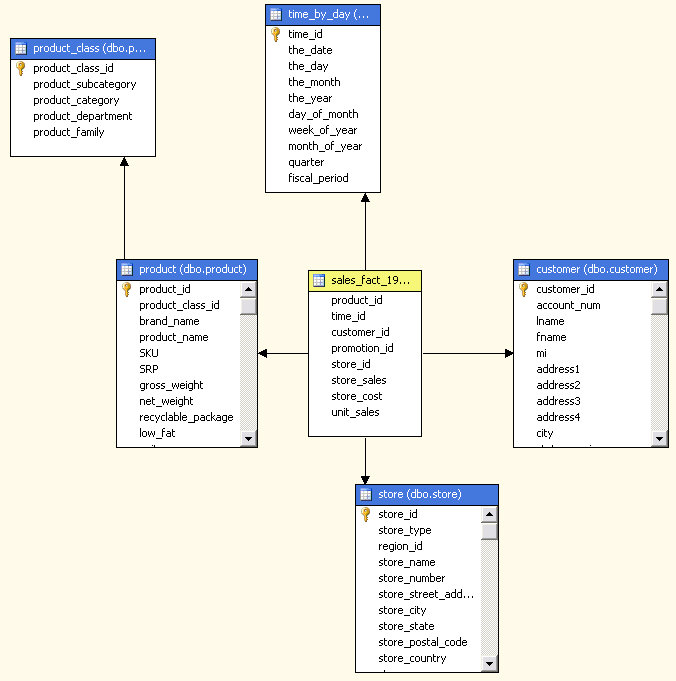 time_by_day (...
time_id
the_date
the_day
the_month
the_year
day_of_month
week_of_year
month_of_year
quarter
fiscal_period
product_class (dbo.p...
product_class_id
product_subcategory
product_category
product_department
product_family
product (dbo.product)
product_id
product_class_id
brand_name
product_name
SKU
SRP
gross_weight
net_weight
recyclable_package
low_fat
sales_fact_19...
product_id
time_id
customer_id
promotion_id
store_id
store_sales
store_cost
unit_sales
customer (dbo.customer)
customer_id
account_num
lname
fname
mi
address1
address2
address3
address4
city
store (dbo.store)
store_id
store_type
region_id
store_name
store_number
store_street_add...
store_city
store_state
store_postal_code
store_country